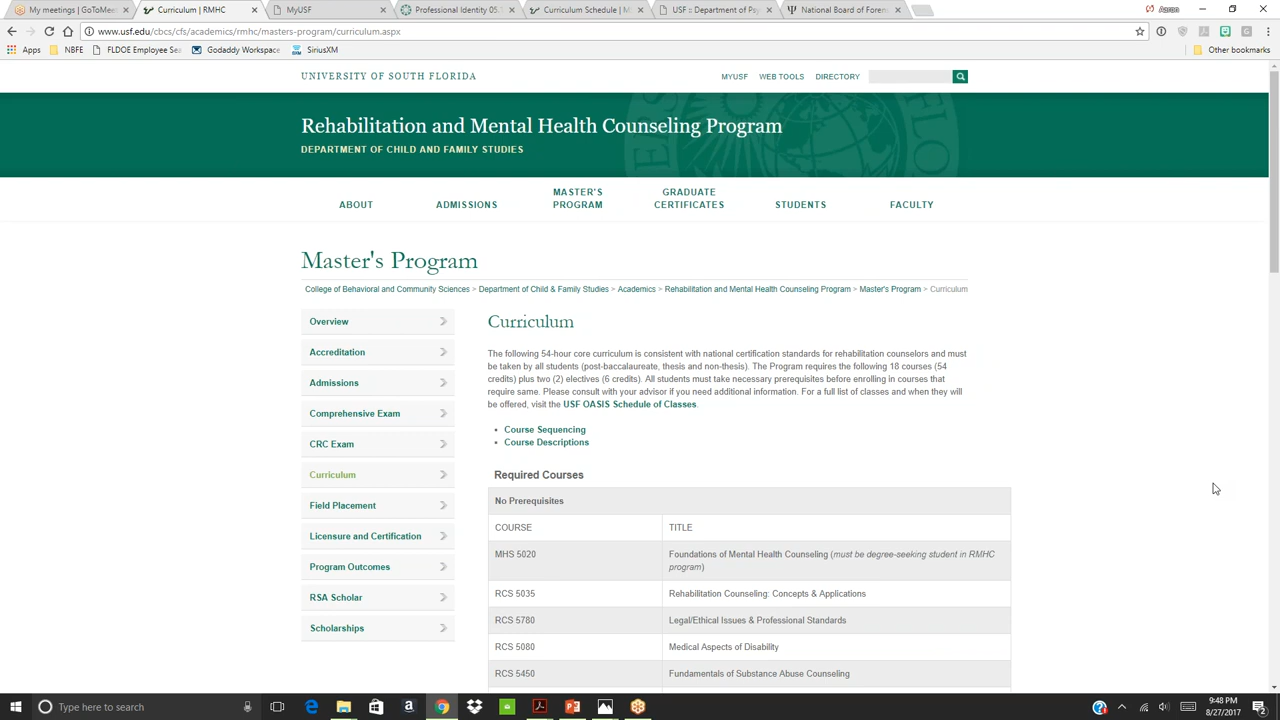 My meetings | GoToMeet
Curriculum | RMHC
MyUSF
Professional Identity 05.
Curriculum Schedule | M
USF :: Department of Psy
National Board of Foren
Aaron
www.usf.edu/cbcs/cfs/academics/rmhc/masters-program/curriculum.aspx
Apps NBFE FLDOE Employee Sea Godaddy Workspace SiriusXM Other bookmarks
UNIVERSITY OF SOUTH FLORIDA
MYUSF WEB TOOLS DIRECTORY
Rehabilitation and Mental Health Counseling Program
DEPARTMENT OF CHILD AND FAMILY STUDIES
ABOUT
ADMISSIONS
MASTER'S
PROGRAM
GRADUATE
CERTIFICATES
STUDENTS
FACULTY
Master's Program
College of Behavioral and Community Sciences > Department of Child & Family Studies > Academics > Rehabilitation and Mental Health Counseling Program > Master's Program > Curriculum
Overview
Accreditation
Admissions
Comprehensive Exam
CRC Exam
Curriculum
Field Placement
Licensure and Certification
Program Outcomes
RSA Scholar
Scholarships
Curriculum
The following 54-hour core curriculum is consistent with national certification standards for rehabilitation counselors and must
be taken by all students (post-baccalaureate, thesis and non-thesis). The Program requires the following 18 courses (54
credits) plus two (2) electives (6 credits). All students must take necessary prerequisites before enrolling in courses that
require same. Please consult with your advisor if you need additional information. For a full list of classes and when they will
be offered, visit the USF OASIS Schedule of Classes.
• Course Sequencing
• Course Descriptions
Required Courses
No Prerequisites
COURSE TITLE
MHS 5020 Foundations of Mental Health Counseling (must be degree-seeking student in RMHC
program)
RCS 5035 Rehabilitation Counseling: Concepts & Applications
RCS 5780 Legal/Ethical Issues & Professional Standards
RCS 5080 Medical Aspects of Disability
RCS 5450 Fundamentals of Substance Abuse Counseling
Type here to search
9:48 PM
8/27/2017